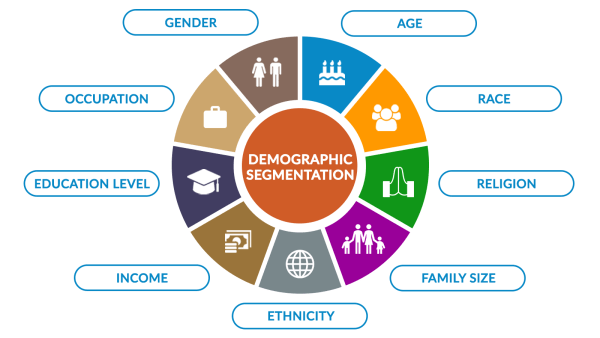 GENDER
AGE
OCCUPATION
RACE
DEMOGRAPHIC
SEGMENTATION
EDUCATION LEVEL
RELIGION
INCOME
FAMILY SIZE
ETHNICITY